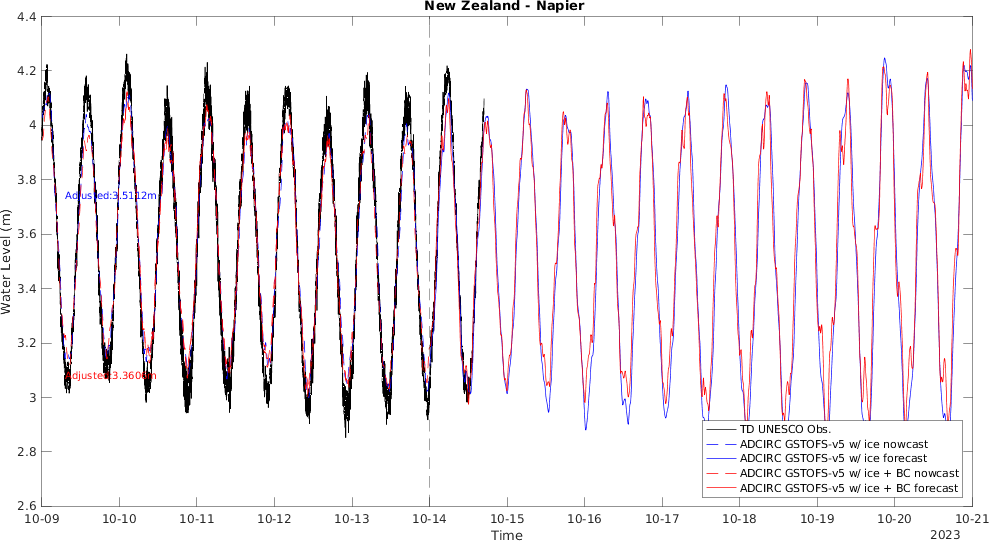 New Zealand - Napier
4.4
4.2
4
3.8
3.6
3.4
3.2
3
2.8
2.6
Water Level (m)
Adjusted:3.5112m
TD UNESCO Obs.
ADCIRC GSTOFS-v5 w/ ice nowcast
ADCIRC GSTOFS-v5 w/ ice forecast
ADCIRC GSTOFS-v5 w/ ice + BC nowcast
ADCIRC GSTOFS-v5 w/ ice + BC forecast
10-09 10-10 10-11 10-12 10-13 10-14 10-15 10-16 10-17 10-18 10-19 10-20 10-21
Time
2023